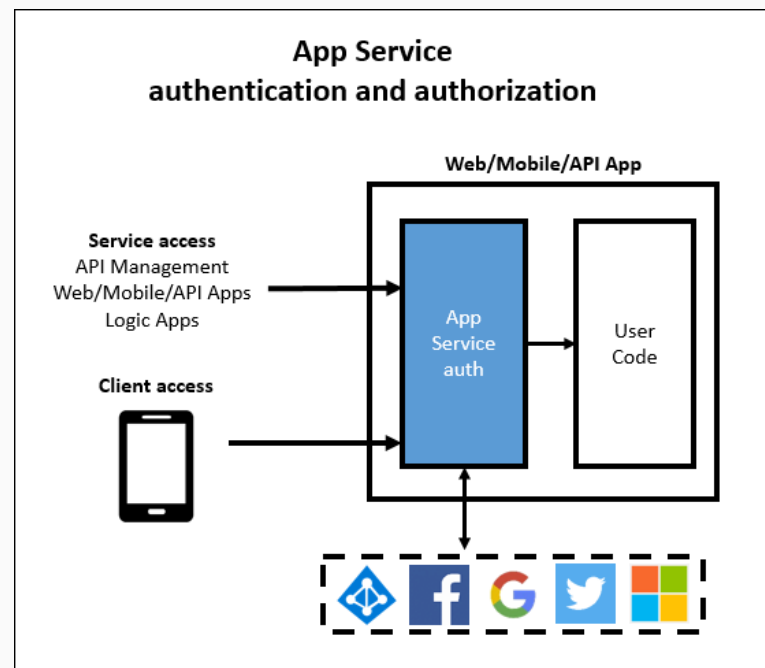 App Service
authentication and authorization
Web/Mobile/API App
Service access
API Management
Web/Mobile/API Apps
Logic Apps
Client access
App
Service
auth
User
Code